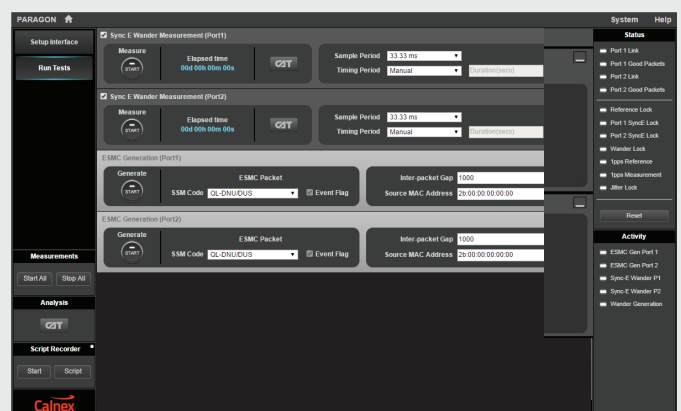 PARAGON
System Help
Setup Interface
Run Tests
Measurements
Start All Stop All
Analysis
CAT
Script Recorder
Start Script
Calnex
Sync E Wander Measurement (Port1)
Measure
START
Elapsed time
00d 00h 00m 00s
CAT
Sample Period 33.33 ms
Timing Period Manual Duration(secs)
Sync E Wander Measurement (Port2)
Measure
START
Elapsed time
00d 00h 00m 00s
CAT
Sample Period 33.33 ms
Timing Period Manual Duration(secs)
ESMC Generation (Port1)
Generate
START
ESMC Packet
SSM Code QL-DNU/DUS Event Flag
Inter-packet Gap 1000
Source MAC Address 2b:00:00:00:00:00
ESMC Generation (Port2)
Generate
START
ESMC Packet
SSM Code QL-DNU/DUS Event Flag
Inter-packet Gap 1000
Source MAC Address 2b:00:00:00:00:00
Status
Port 1 Link
Port 1 Good Packets
Port 2 Link
Port 2 Good Packets
Reference Lock
Port 1 SyncE Lock
Port 2 SyncE Lock
Wander Lock
1pps Reference
1pps Measurement
Jitter Lock
Reset
Activity
ESMC Gen Port 1
ESMC Gen Port 2
Sync-E Wander P1
Sync-E Wander P2
Wander Generation